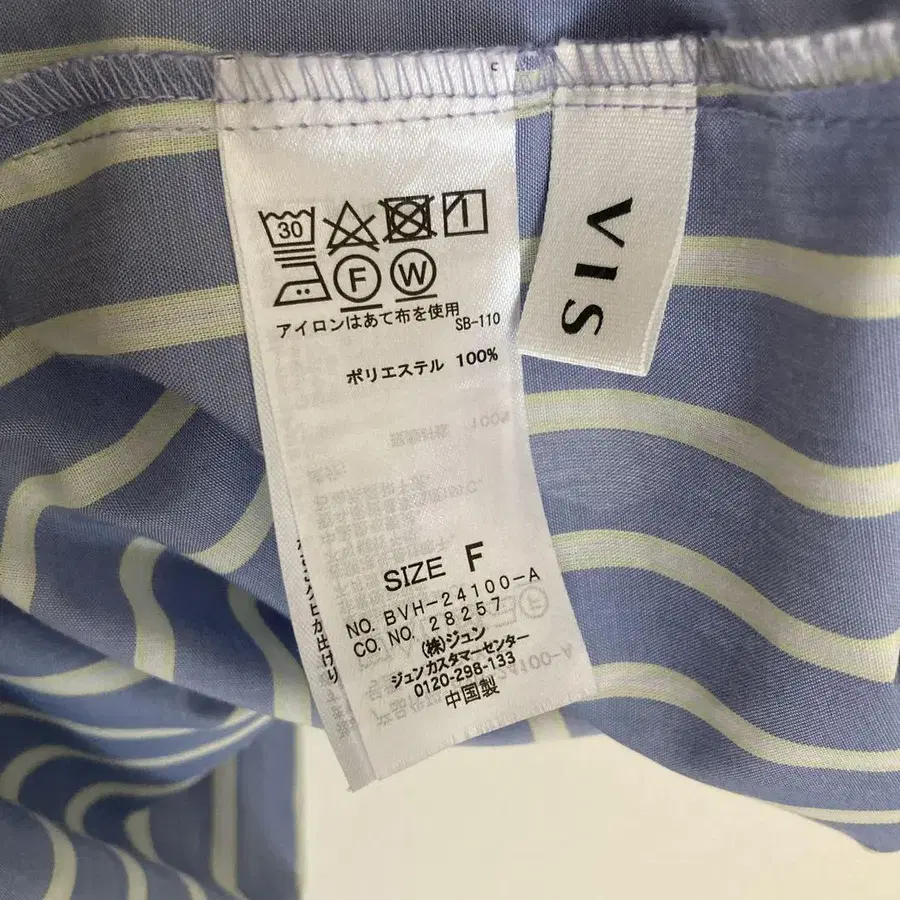 30
F W
アイロンはあて布を使用
SB-110
ポリエステル 100%
SIZE F
NO. BVH-24100-A
CO. NO. 28257
(株)ジュン
ジュンカスタマーセンター
0120-298-133
中国製
VIS